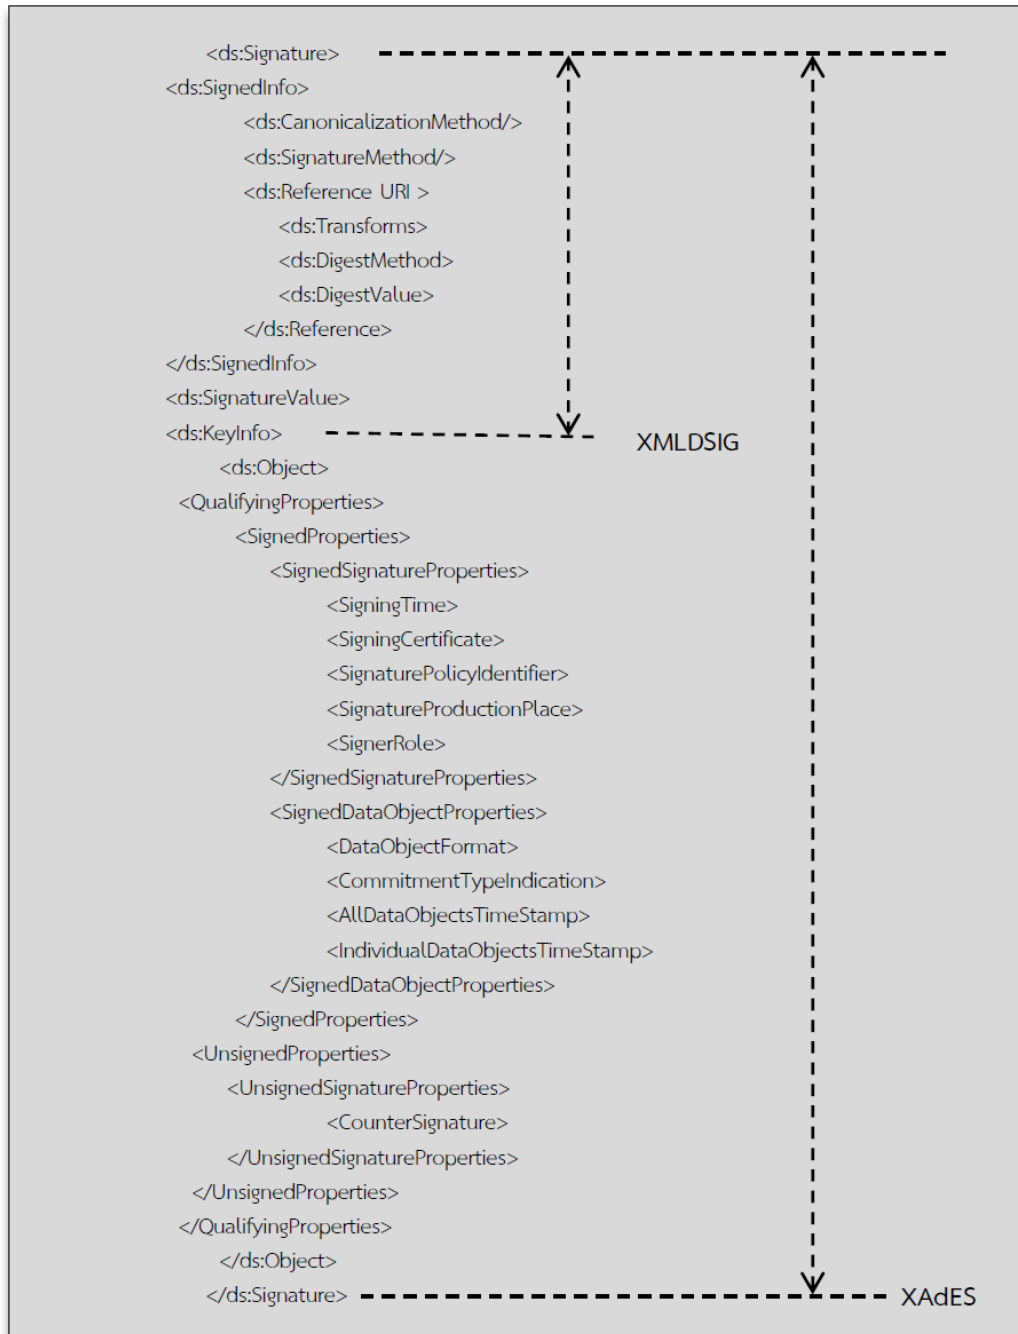 <ds:Signature>
<ds:SignedInfo>
<ds:CanonicalizationMethod/>
<ds:SignatureMethod/>
<ds:Reference URI >
<ds:Transforms>
<ds:DigestMethod>
<ds:DigestValue>
</ds:Reference>
</ds:SignedInfo>
<ds:SignatureValue>
<ds:KeyInfo>
XMLDSIG
<ds:Object>
<QualifyingProperties>
<SignedProperties>
<SignedSignatureProperties>
<SigningTime>
<SigningCertificate>
<SignaturePolicyIdentifier>
<SignatureProductionPlace>
<SignerRole>
</SignedSignatureProperties>
<SignedDataObjectProperties>
<DataObjectFormat>
<CommitmentTypeIndication>
<AllDataObjectsTimeStamp>
<IndividualDataObjectsTimeStamp>
</SignedDataObjectProperties>
</SignedProperties>
<UnsignedProperties>
<UnsignedSignatureProperties>
<CounterSignature>
</UnsignedSignatureProperties>
</UnsignedProperties>
</QualifyingProperties>
</ds:Object>
</ds:Signature>
XAdES